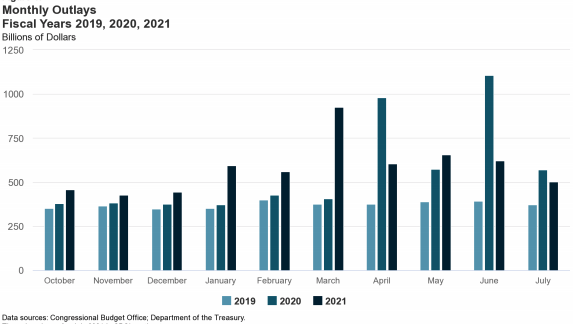 Monthly Outlays
Fiscal Years 2019, 2020, 2021
Billions of Dollars
1250
1000
750
500
250
0
October November December January February March April May June July
2019 2020 2021
Data sources: Congressional Budget Office; Department of the Treasury.